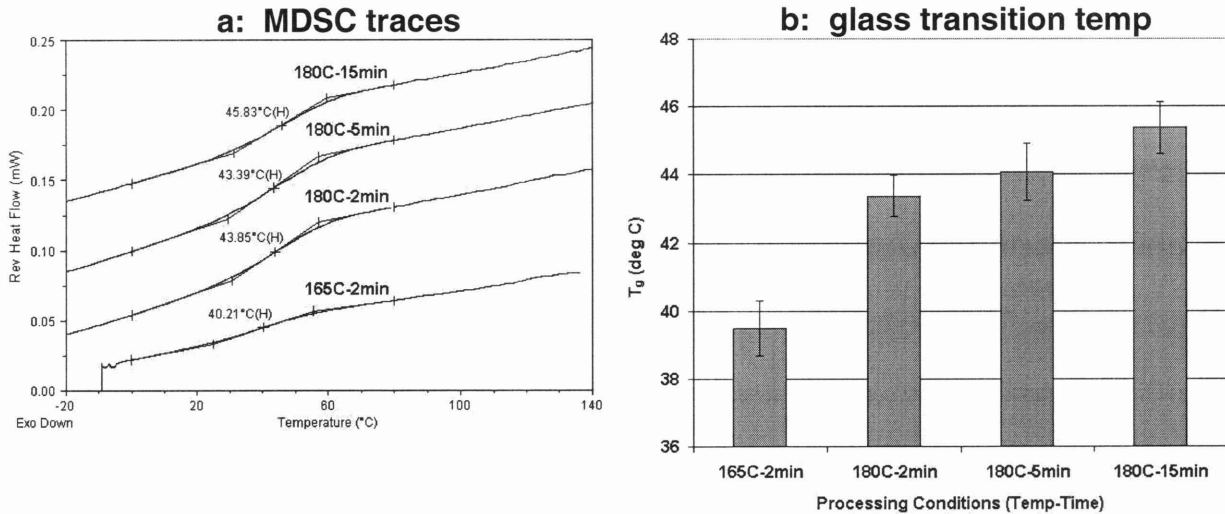 a: MDSC traces
0.25
0.20
0.15
0.10
0.05
0.00
Rev Heat Flow (mW)
180C-15min
45.83°C(H)
180C-5min
43.39°C(H)
180C-2min
43.85°C(H)
165C-2min
40.21°C(H)
-20
20
60
100
140
Exo Down
Temperature (°C)
b: glass transition temp
48
46
44
42
40
38
36
Tg (deg C)
165C-2min
180C-2min
180C-5min
180C-15min
Processing Conditions (Temp-Time)